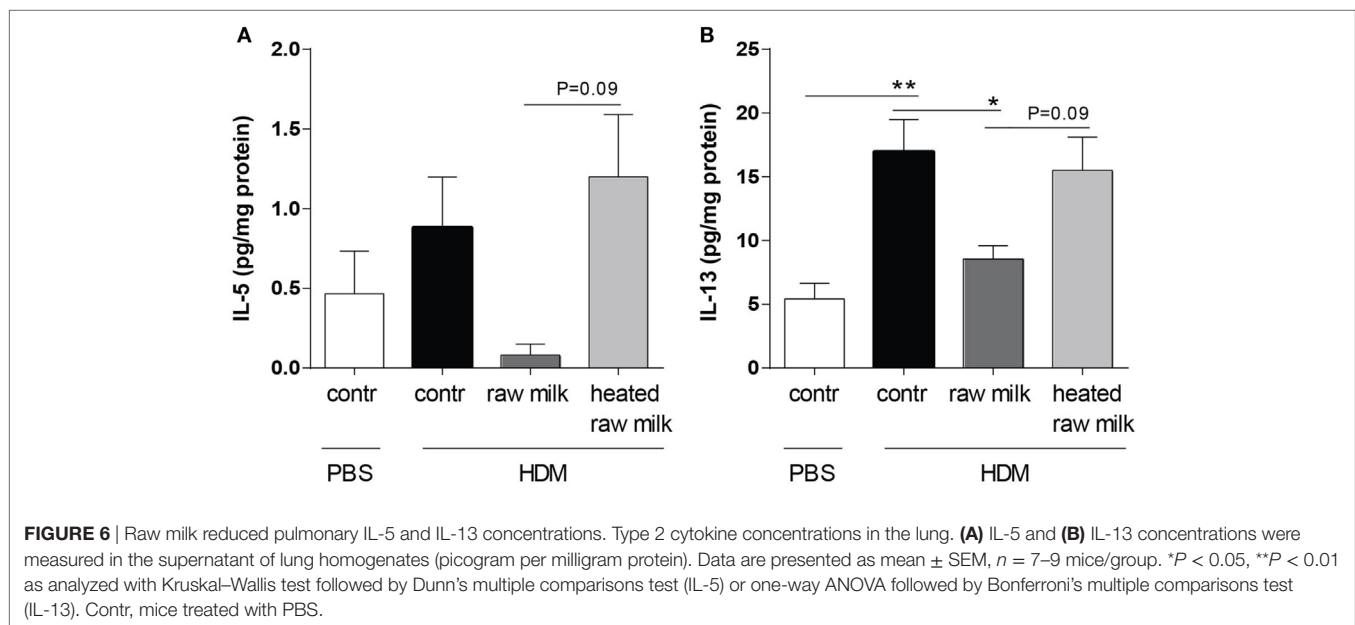 A
IL-5 (pg/mg protein)
2.0
1.5
1.0
0.5
0.0
P=0.09
contr
contr
raw milk
heated
raw milk
PBS
HDM
B
IL-13 (pg/mg protein)
25
20
15
10
5
0
**
*
P=0.09
contr
contr
raw milk
heated
raw milk
PBS
HDM
FIGURE 6 | Raw milk reduced pulmonary IL-5 and IL-13 concentrations. Type 2 cytokine concentrations in the lung. (A) IL-5 and (B) IL-13 concentrations were
measured in the supernatant of lung homogenates (picogram per milligram protein). Data are presented as mean ± SEM, n = 7–9 mice/group. *P < 0.05, **P < 0.01
as analyzed with Kruskal–Wallis test followed by Dunn's multiple comparisons test (IL-5) or one-way ANOVA followed by Bonferroni's multiple comparisons test
(IL-13). Contr, mice treated with PBS.